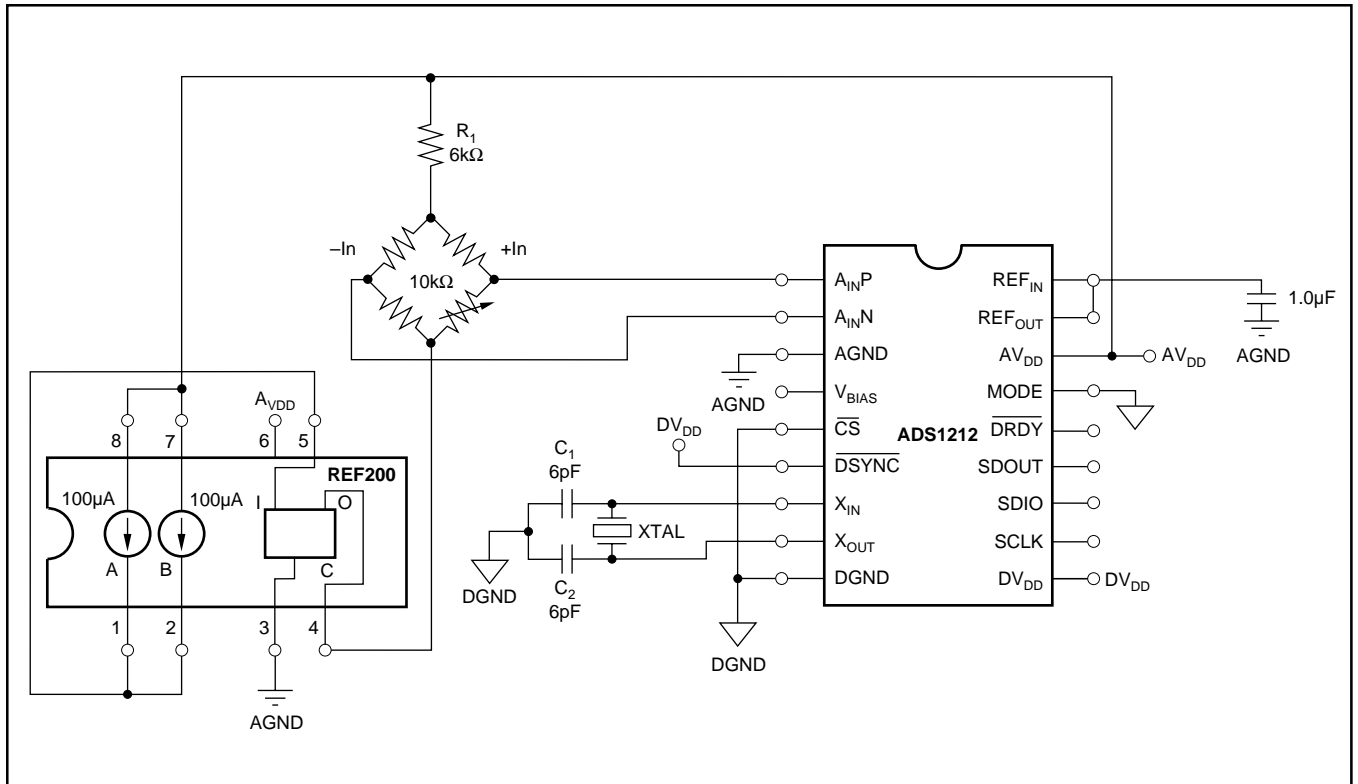 R1
6kΩ
–In
+In
10kΩ
AINP
AINN
AGND
VBIAS
CS
DSYNC
XIN
XOUT
DGND
ADS1212
REFIN
REFOUT
AVDD
MODE
DRDY
SDOUT
SDIO
SCLK
DVDD
1.0µF
AGND
AVDD
DVDD
AGND
DVDD
C1
6pF
XTAL
C2
6pF
DGND
DGND
AVDD
8
7
6
5
REF200
100µA
100µA
I
O
A
B
C
1
2
3
4
AGND